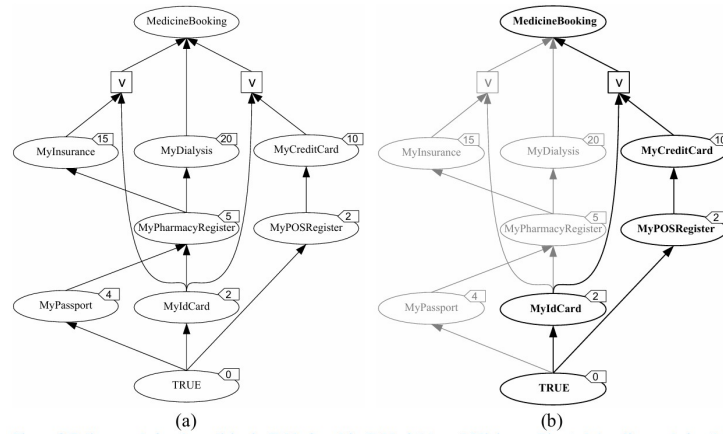 MedicineBooking
V
V
15
MyInsurance
20
MyDialysis
10
MyCreditCard
5
MyPharmacyRegister
2
MyPOSRegister
4
MyPassport
2
MyIdCard
0
TRUE
(a)
MedicineBooking
V
V
15
MyInsurance
20
MyDialysis
10
MyCreditCard
5
MyPharmacyRegister
2
MyPOSRegister
4
MyPassport
2
MyIdCard
0
TRUE
(b)